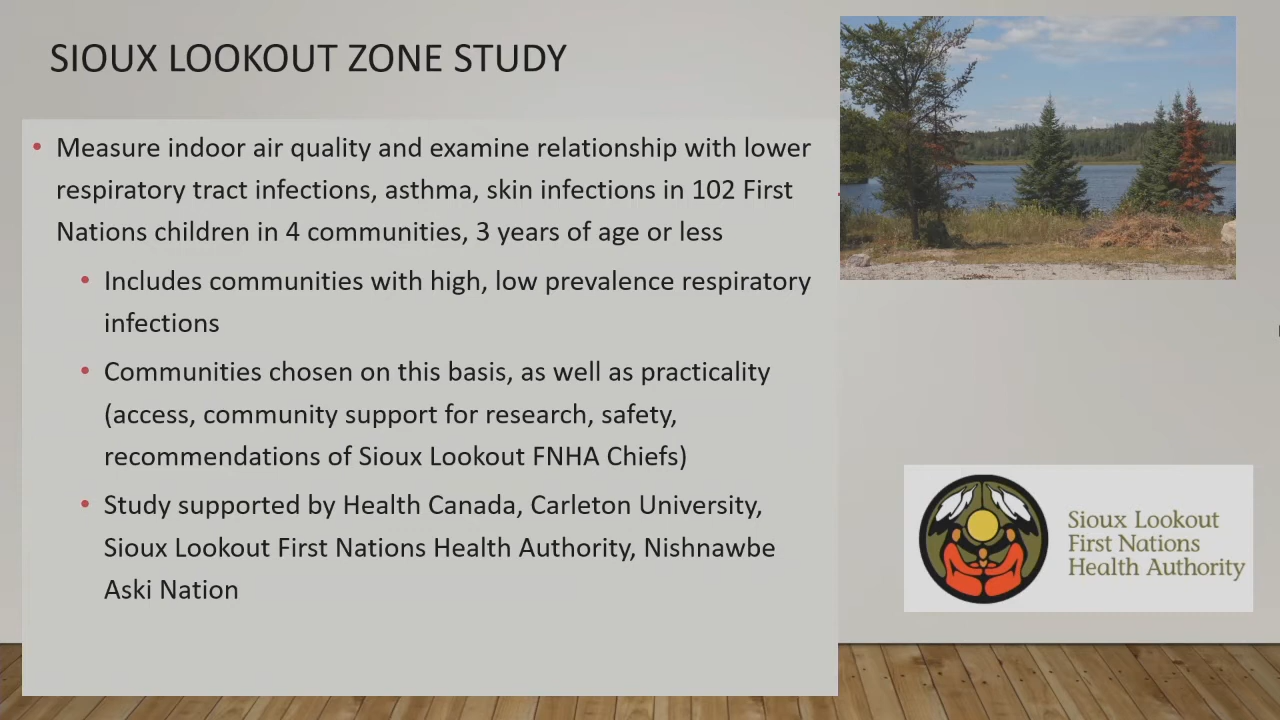 SIOUX LOOKOUT ZONE STUDY
• Measure indoor air quality and examine relationship with lower
respiratory tract infections, asthma, skin infections in 102 First
Nations children in 4 communities, 3 years of age or less
• Includes communities with high, low prevalence respiratory
infections
• Communities chosen on this basis, as well as practicality
(access, community support for research, safety,
recommendations of Sioux Lookout FNHA Chiefs)
• Study supported by Health Canada, Carleton University,
Sioux Lookout First Nations Health Authority, Nishnawbe
Aski Nation
Sioux Lookout
First Nations
Health Authority